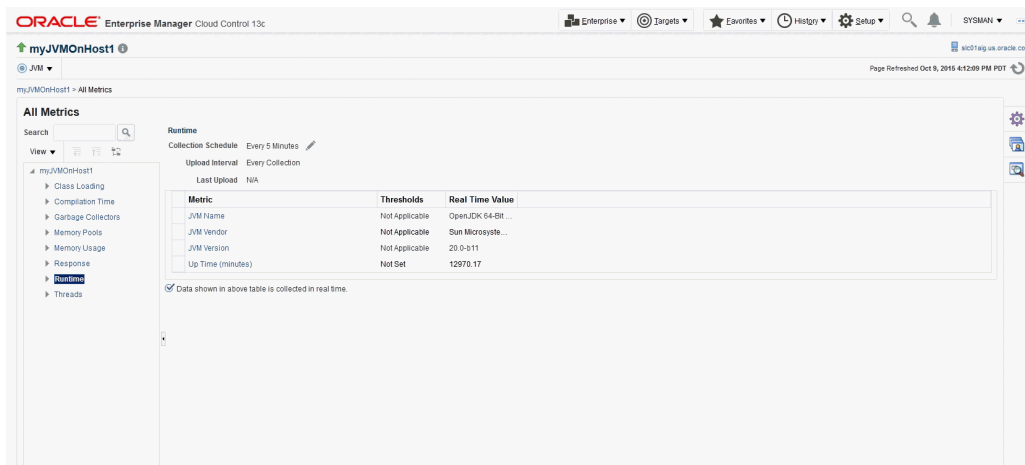 ORACLE Enterprise Manager Cloud Control 13c
Enterprise Targets Favorites History Setup SYSMAN
myJVMOnHost1
slc01aig.us.oracle.co
JVM
Page Refreshed Oct 9, 2015 4:12:09 PM PDT
myJVMOnHost1 > All Metrics
All Metrics
Search
View
myJVMOnHost1
Class Loading
Compilation Time
Garbage Collectors
Memory Pools
Memory Usage
Response
Runtime
Threads
Runtime
Collection Schedule Every 5 Minutes
Upload Interval Every Collection
Last Upload N/A
Metric Thresholds Real Time Value
JVM Name Not Applicable OpenJDK 64-Bit ...
JVM Vendor Not Applicable Sun Microsyste...
JVM Version Not Applicable 20.0-b11
Up Time (minutes) Not Set 12970.17
Data shown in above table is collected in real time.